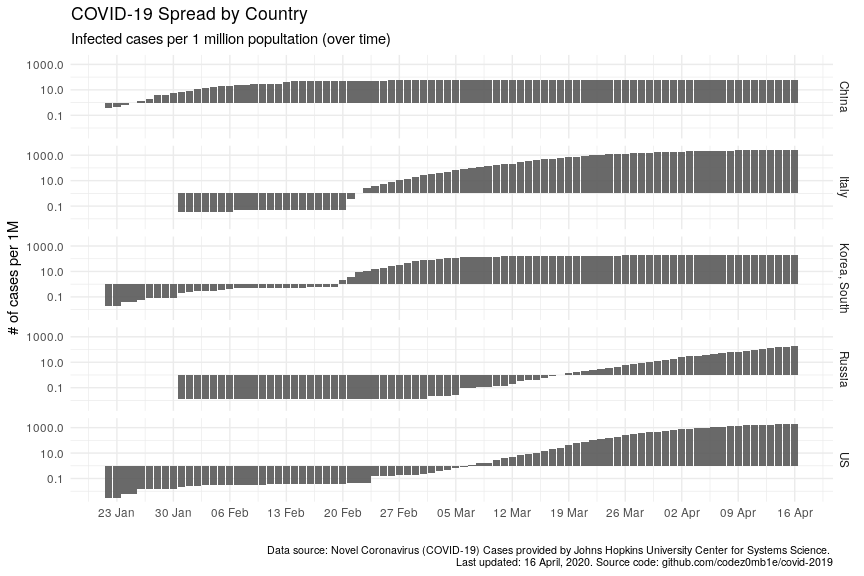 COVID-19 Spread by Country
Infected cases per 1 million popultation (over time)
# of cases per 1M
1000.0
10.0
0.1
China
1000.0
10.0
0.1
Italy
1000.0
10.0
0.1
Korea, South
1000.0
10.0
0.1
Russia
1000.0
10.0
0.1
US
23 Jan 30 Jan 06 Feb 13 Feb 20 Feb 27 Feb 05 Mar 12 Mar 19 Mar 26 Mar 02 Apr 09 Apr 16 Apr
Data source: Novel Coronavirus (COVID-19) Cases provided by Johns Hopkins University Center for Systems Science.
Last updated: 16 April, 2020. Source code: github.com/codez0mb1e/covid-2019